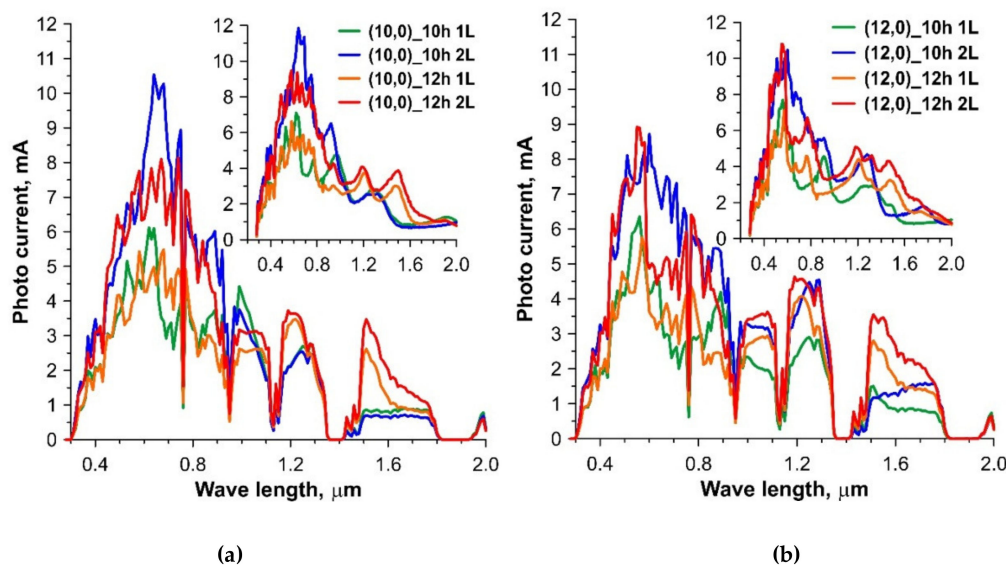 12
11
10
9
8
7
6
5
4
3
2
1
0
Photo current, mA
0.4 0.8 1.2 1.6 2.0
Wave length, μm
12
10
8
6
4
2
0
0.4 0.8 1.2 1.6 2.0
(10,0)_10h 1L
(10,0)_10h 2L
(10,0)_12h 1L
(10,0)_12h 2L
(a)
12
11
10
9
8
7
6
5
4
3
2
1
0
Photo current, mA
0.4 0.8 1.2 1.6 2.0
Wave length, μm
12
10
8
6
4
2
0
0.4 0.8 1.2 1.6 2.0
(12,0)_10h 1L
(12,0)_10h 2L
(12,0)_12h 1L
(12,0)_12h 2L
(b)